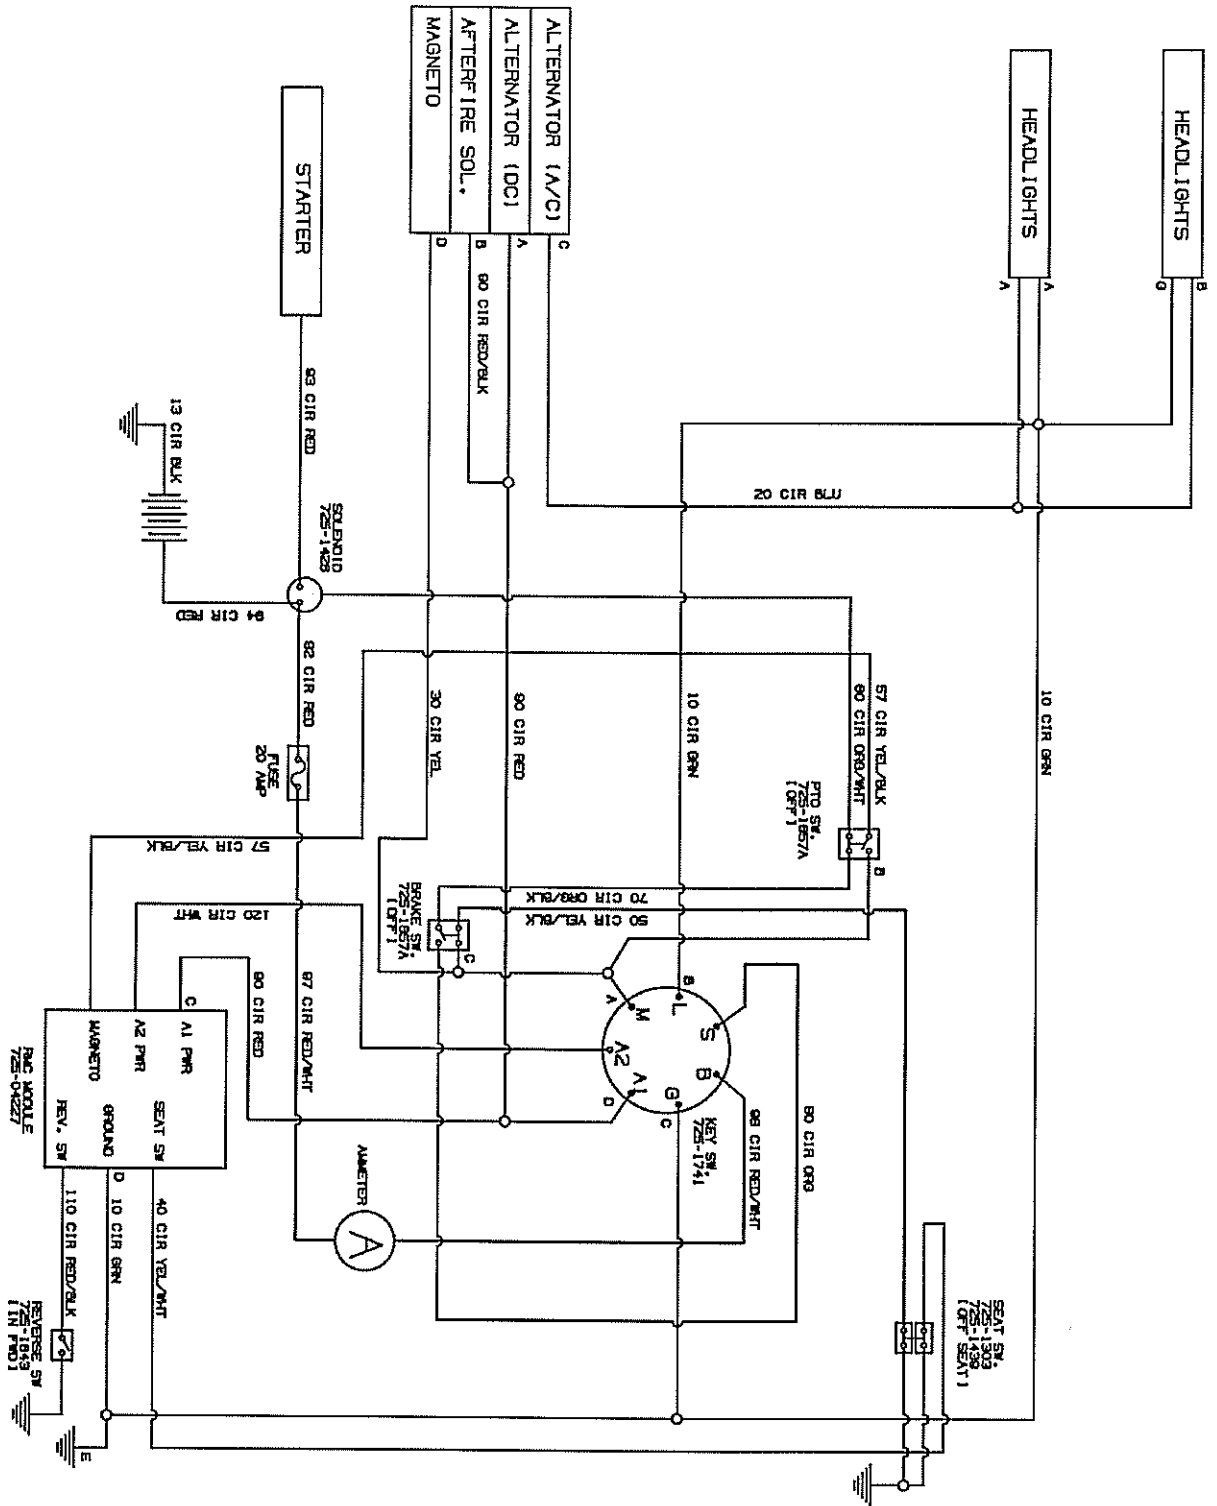 HEADLIGHTS
B
G
HEADLIGHTS
A
A
ALTERNATOR (A/C)
ALTERNATOR (DC)
AFTERFIRE SOL.
MAGNETO
C
A
B
D
STARTER
90 CIR RED/BLK
93 CIR RED
13 CIR BLK
20 CIR BLU
SOLENOID
725-1426
94 CIR RED
92 CIR RED
FUSE
20 AMP
30 CIR YEL
90 CIR RED
10 CIR GRN
10 CIR GRN
57 CIR YEL/BLK
80 CIR ORG/WHT
PTO SW.
725-1657A
(OFF)
B
57 CIR YEL/BLK
120 CIR WHT
70 CIR ORG/BLK
50 CIR YEL/BLK
BRAKE SW.
725-1657A
(OFF)
C
90 CIR RED
97 CIR RED/WHT
A
M
B
L
S
B
G
C
A1
A2
D
KEY SW.
725-1741
98 CIR RED/WHT
60 CIR ORG
C
A1 PWR
A2 PWR
MAGNETO
SEAT SW
GROUND
REV. SW
RMC MODULE
725-04227
D
AMMETER
A
40 CIR YEL/WHT
10 CIR GRN
110 CIR RED/BLK
REVERSE SW
725-1643
(IN FWD)
E
SEAT SW.
725-1303
725-1439
(OFF SEAT)